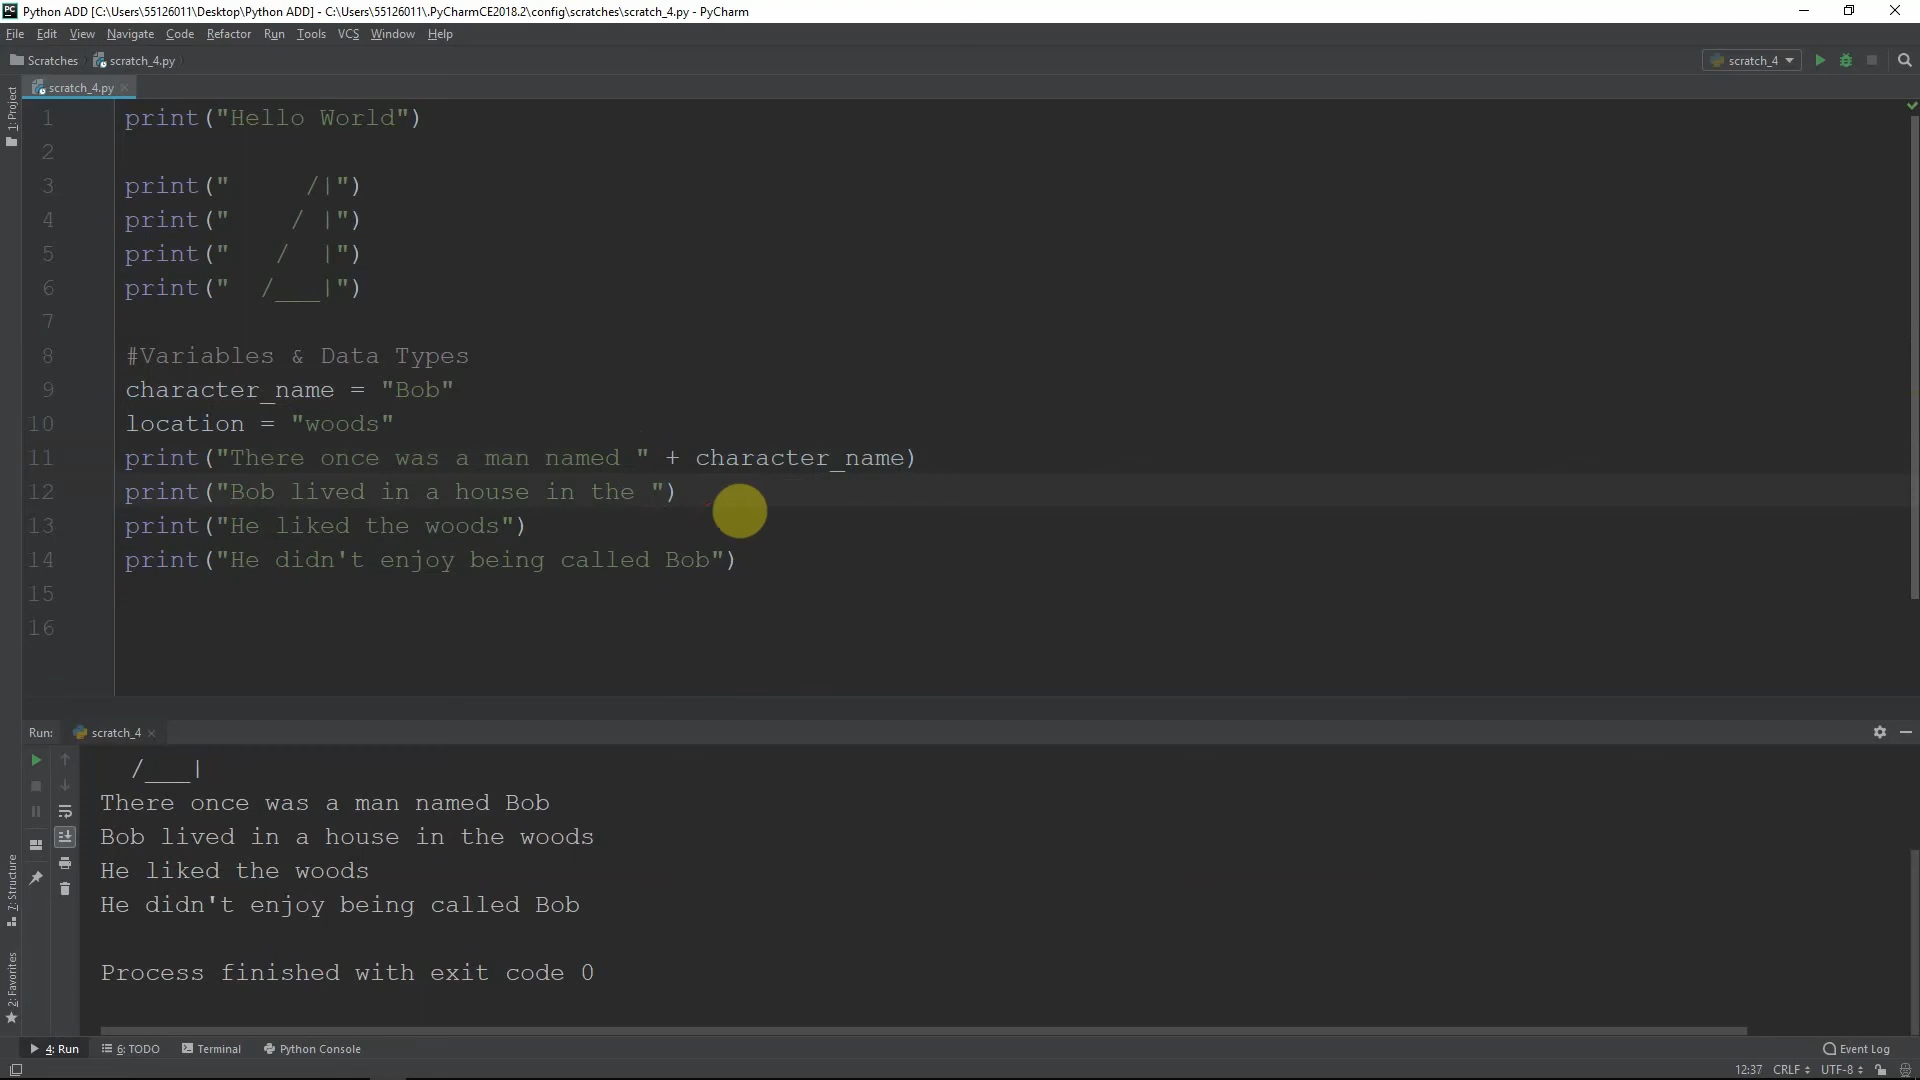 Python ADD [C:\Users\55126011\Desktop\Python ADD] - C:\Users\55126011\.PyCharmCE2018.2\config\scratches\scratch_4.py - PyCharm
File Edit View Navigate Code Refactor Run Tools VCS Window Help
Scratches scratch_4.py scratch_4
scratch_4.py
1: Project
1 print("Hello World")
2
3 print("     /|")
4 print("    / |")
5 print("   /  |")
6 print("  /___|")
7
8 #Variables & Data Types
9 character_name = "Bob"
10 location = "woods"
11 print("There once was a man named " + character_name)
12 print("Bob lived in a house in the ")
13 print("He liked the woods")
14 print("He didn't enjoy being called Bob")
15
16
Run: scratch_4
/___|
There once was a man named Bob
Bob lived in a house in the woods
He liked the woods
He didn't enjoy being called Bob
Process finished with exit code 0
7: Structure
2: Favorites
4: Run 6: TODO Terminal Python Console Event Log
12:37 CRLF UTF-8